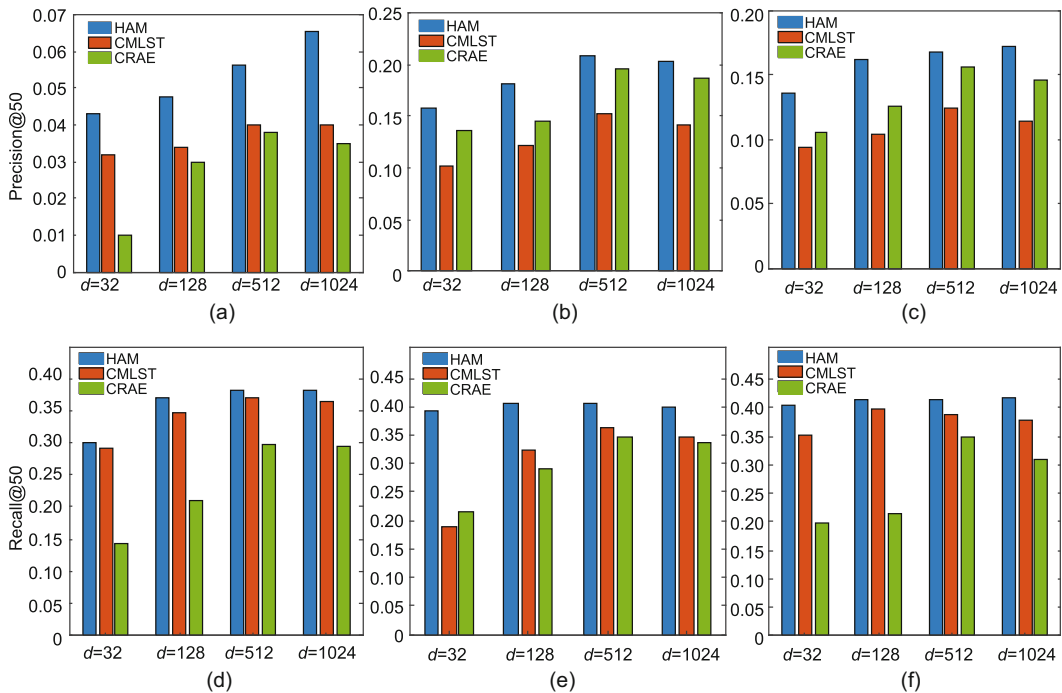 Precision@50
0.07
0.06
0.05
0.04
0.03
0.02
0.01
0
HAM
CMLST
CRAE
d=32 d=128 d=512 d=1024
(a)
0.25
0.20
0.15
0.10
0.05
0
HAM
CMLST
CRAE
d=32 d=128 d=512 d=1024
(b)
0.20
0.15
0.10
0.05
0
HAM
CMLST
CRAE
d=32 d=128 d=512 d=1024
(c)
Recall@50
0.40
0.35
0.30
0.25
0.20
0.15
0.10
0.05
0
HAM
CMLST
CRAE
d=32 d=128 d=512 d=1024
(d)
0.45
0.40
0.35
0.30
0.25
0.20
0.15
0.10
0.05
0
HAM
CMLST
CRAE
d=32 d=128 d=512 d=1024
(e)
0.45
0.40
0.35
0.30
0.25
0.20
0.15
0.10
0.05
0
HAM
CMLST
CRAE
d=32 d=128 d=512 d=1024
(f)